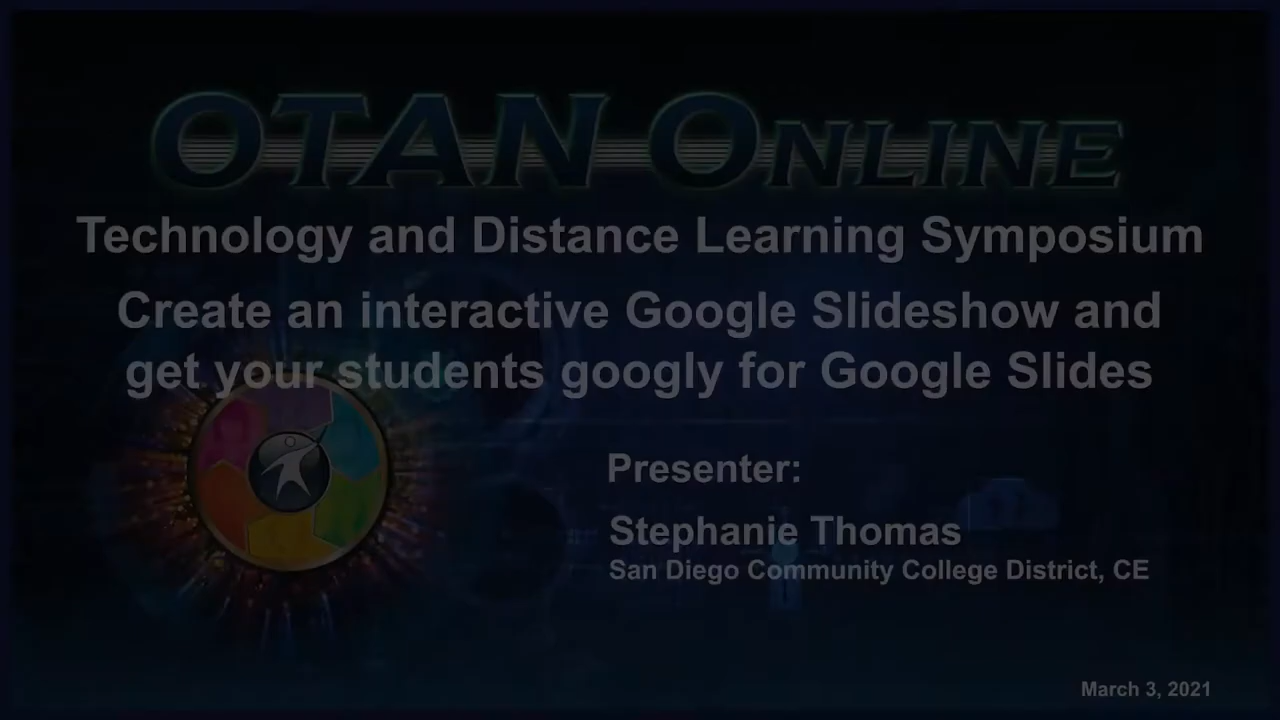 OTAN ONLINE
Technology and Distance Learning Symposium
Create an interactive Google Slideshow and
get your students googly for Google Slides
Presenter:
Stephanie Thomas
San Diego Community College District, CE
March 3, 2021